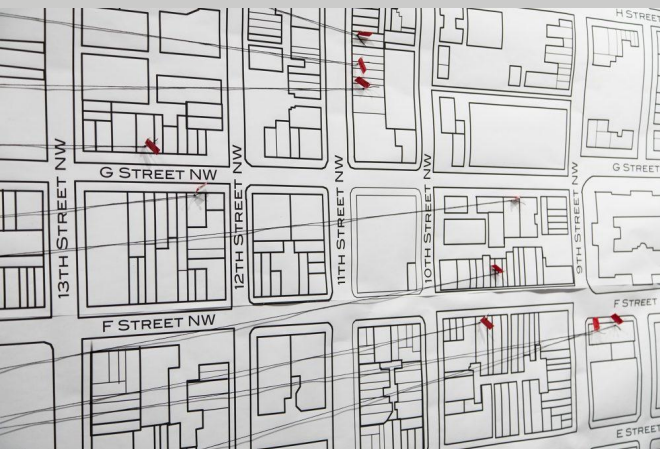 H STREET
G STREET NW
G STREET
13TH STREET NW
12TH STREET NW
11TH STREET NW
10TH STREET NW
9TH STREET NW
F STREET NW
F STREET
E STREET